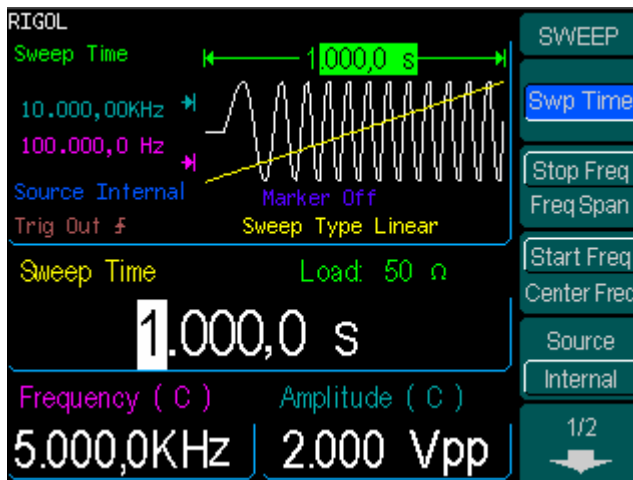 RIGOL
Sweep Time
1.000,0 s
10.000,00KHz
100.000,0 Hz
Source Internal
Marker Off
Trig Out
Sweep Type Linear
Sweep Time
Load: 50 Ω
1.000,0 s
Frequency ( C )
Amplitude ( C )
5.000,0KHz
2.000 Vpp
SWEEP
Swp Time
Stop Freq
Freq Span
Start Freq
Center Freq
Source
Internal
1/2